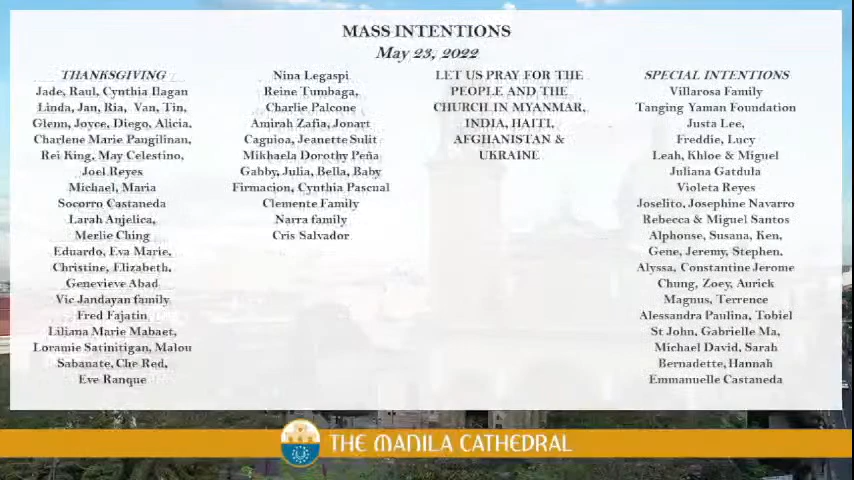 MASS INTENTIONS
May 23, 2022
THANKSGIVING
Jade, Raul, Cynthia Ilagan
Linda, Jan, Ria, Van, Tin,
Glenn, Joyce, Diego, Alicia,
Charlene Marie Pangilinan,
Rei King, May Celestino,
Joel Reyes
Michael, Maria
Socorro Castaneda
Larah Anjelica,
Merlie Ching
Eduardo, Eva Marie,
Christine, Elizabeth,
Genevieve Abad
Vic Jandayan family
Fred Fajatin
Liliana Marie Mabaet,
Loramie Satinitigan, Malou
Sabanate, Che Red,
Eve Ranque
Nina Legaspi
Reine Tumbaga,
Charlie Palcone
Amirah Zafia, Jonart
Caguioa, Jeanette Sulit
Mikhaela Dorothy Peña
Gabby, Julia, Bella, Baby
Firmacion, Cynthia Pascual
Clemente Family
Narra family
Cris Salvador
LET US PRAY FOR THE
PEOPLE AND THE
CHURCH IN MYANMAR,
INDIA, HAITI,
AFGHANISTAN &
UKRAINE
SPECIAL INTENTIONS
Villarosa Family
Tanging Yaman Foundation
Justa Lee,
Freddie, Lucy
Leah, Khloe & Miguel
Juliana Gatdula
Violeta Reyes
Joselito, Josephine Navarro
Rebecca & Miguel Santos
Alphonse, Susana, Ken,
Gene, Jeremy, Stephen,
Alyssa, Constantine Jerome
Chung, Zoey, Aurick
Magnus, Terrence
Alessandra Paulina, Tobiel
St John, Gabrielle Ma,
Michael David, Sarah
Bernadette, Hannah
Emmanuelle Castaneda
THE MANILA CATHEDRAL